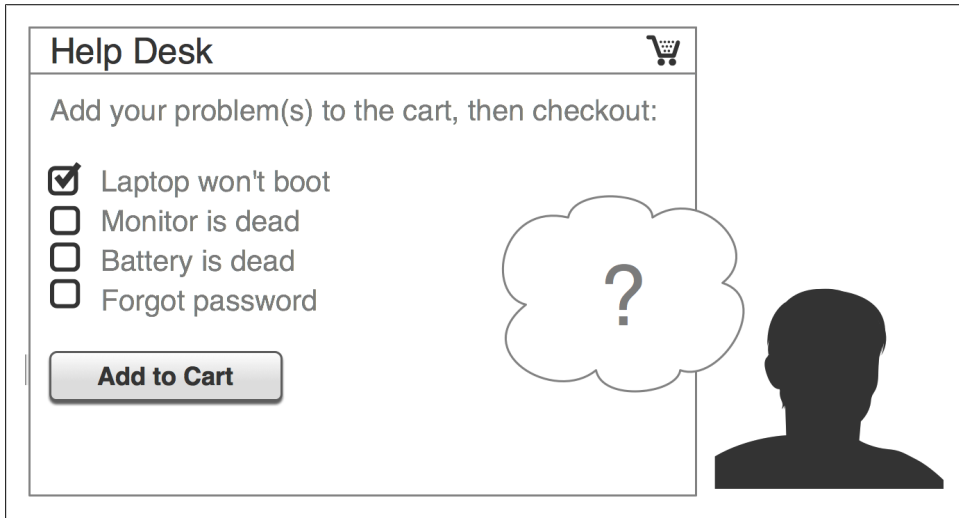 Help Desk
Add your problem(s) to the cart, then checkout:
Laptop won't boot
Monitor is dead
Battery is dead
Forgot password
?
Add to Cart